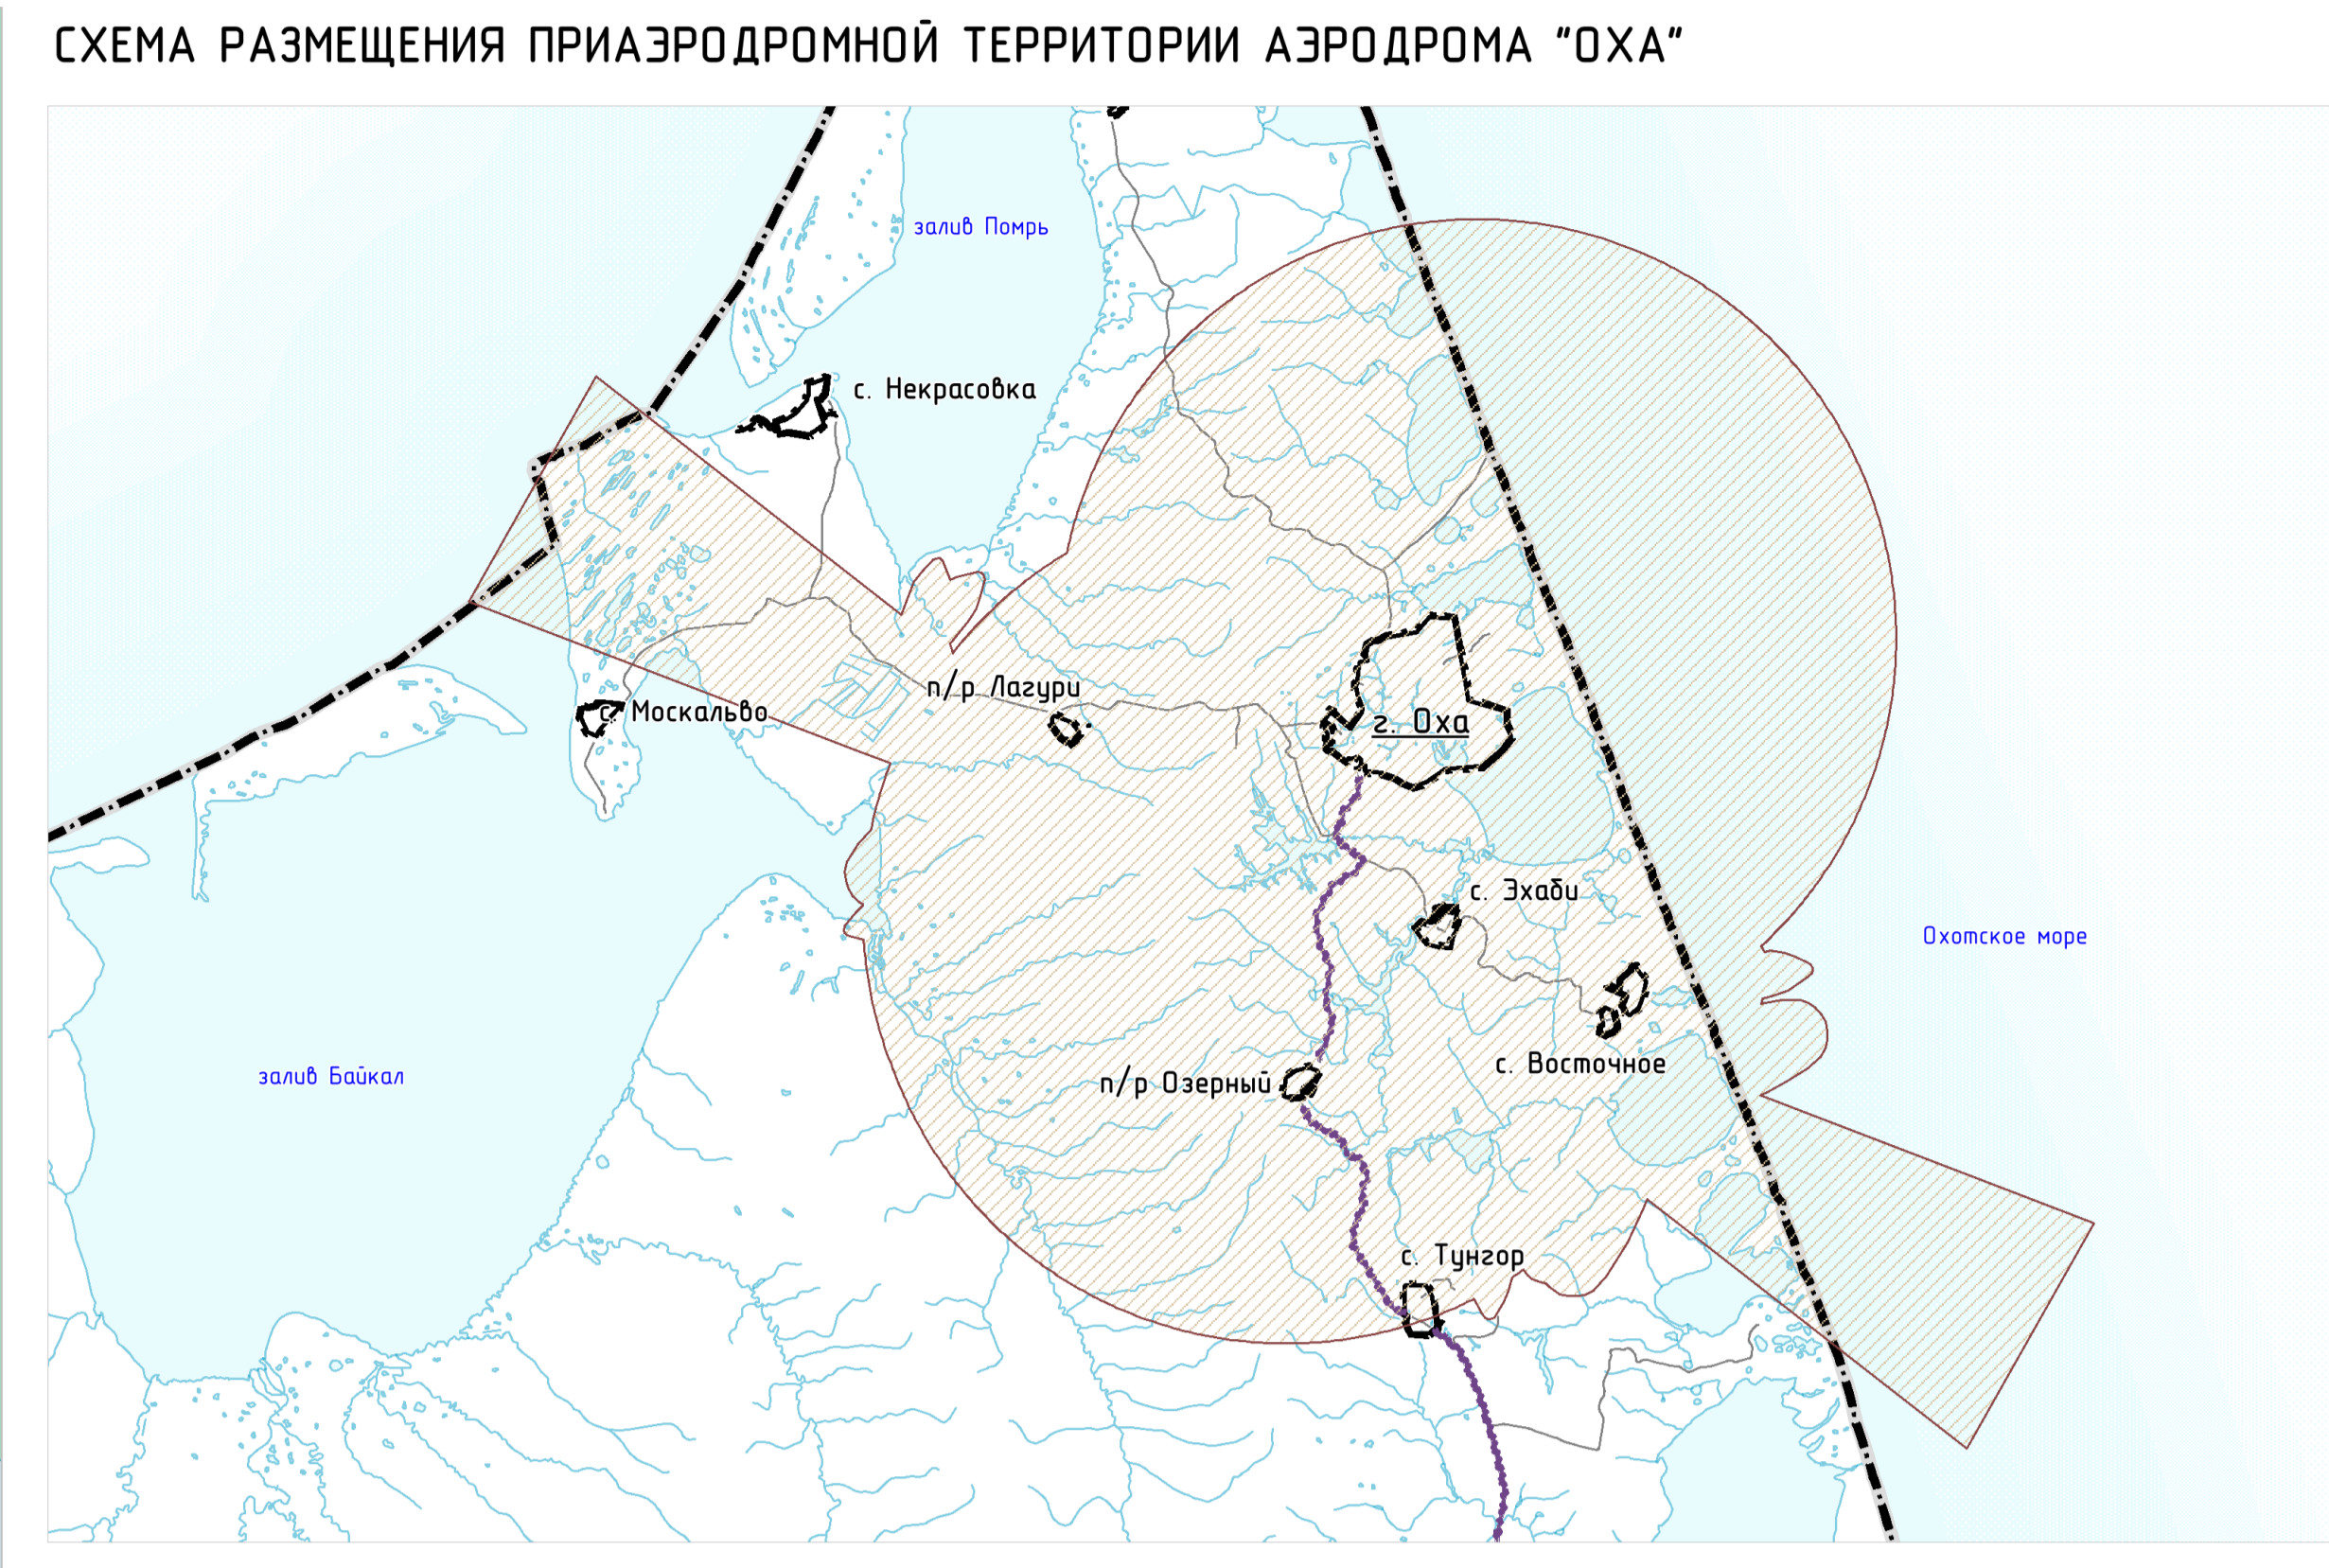 СХЕМА РАЗМЕЩЕНИЯ ПРИАЭРОДРОМНОЙ ТЕРРИТОРИИ АЭРОДРОМА "ОХА"
залив Помрь
с. Некрасовка
п/р Лагури
с. Москальво
г. Оха
с. Эхаби
Охотское море
с. Восточное
залив Байкал
п/р Озерный
с. Тунгор